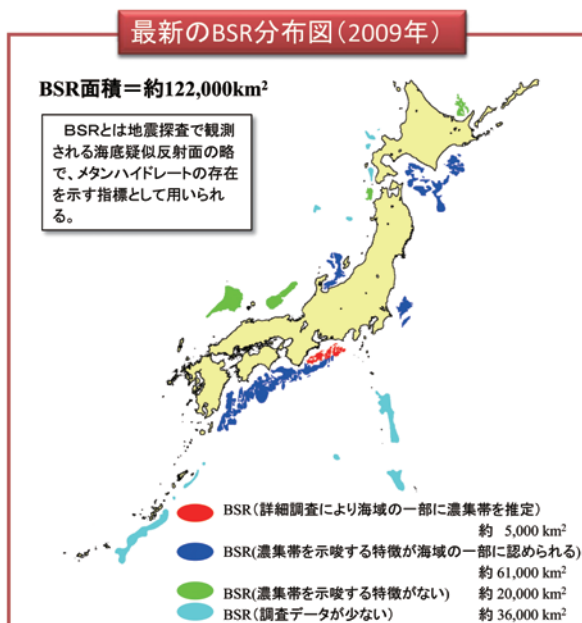 最新のBSR分布図(2009年)
BSR面積=約122,000km²
BSRとは地震探査で観測
される海底疑似反射面の略
で、メタンハイドレートの存在
を示す指標として用いられ
る。
BSR(詳細調査により海域の一部に濃集帯を推定)
約 5,000 km²
BSR(濃集帯を示唆する特徴が海域の一部に認められる)
約 61,000 km²
BSR(濃集帯を示唆する特徴がない) 約 20,000 km²
BSR(調査データが少ない) 約 36,000 km²